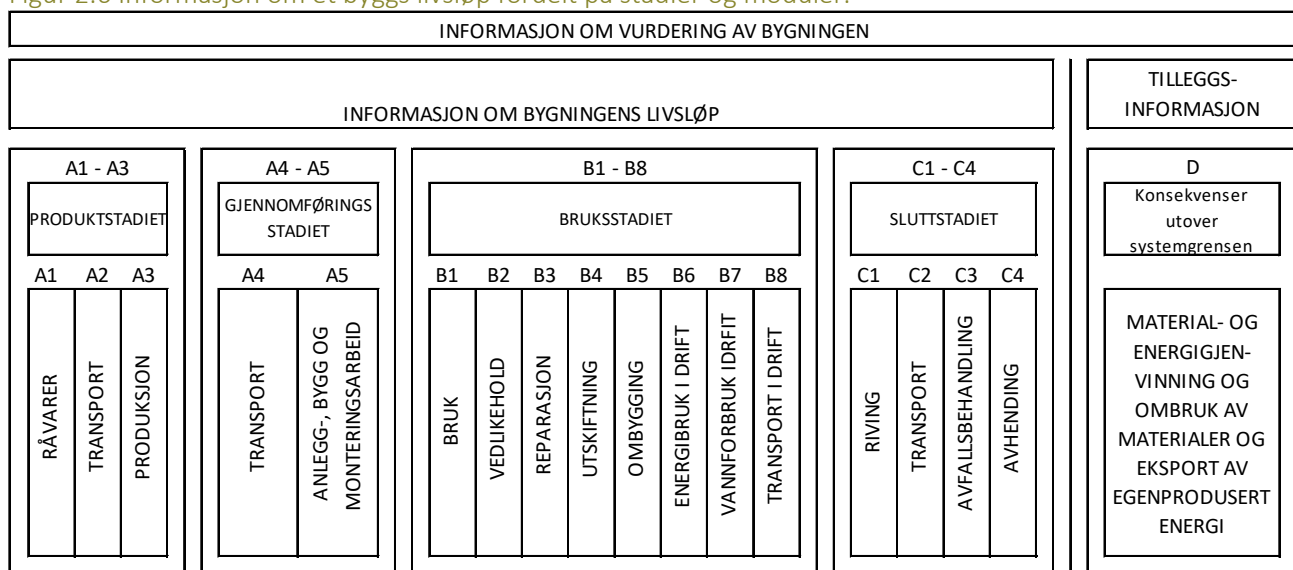 Figur 2.6 Informasjon om et byggs livsløp fordelt på stadier og moduler.
INFORMASJON OM VURDERING AV BYGNINGEN
INFORMASJON OM BYGNINGENS LIVSLØP
TILLEGGS-
INFORMASJON
A1 - A3
PRODUKTSTADIET
A1 A2 A3
RÅVARER
TRANSPORT
PRODUKSJON
A4 - A5
GJENNOMFØRINGS
STADIET
A4 A5
TRANSPORT
ANLEGG-, BYGG OG
MONTERINGSARBEID
B1 - B8
BRUKSSTADIET
B1 B2 B3 B4 B5 B6 B7 B8
BRUK
VEDLIKEHOLD
REPARASJON
UTSKIFTNING
OMBYGGING
ENERGIBRUK I DRIFT
VANNFORBRUK IDRFIT
TRANSPORT I DRIFT
C1 - C4
SLUTTSTADIET
C1 C2 C3 C4
RIVING
TRANSPORT
AVFALLSBEHANDLING
AVHENDING
D
Konsekvenser
utover
systemgrensen
MATERIAL- OG
ENERGIGJEN-
VINNING OG
OMBRUK AV
MATERIALER OG
EKSPORT AV
EGENPRODUSERT
ENERGI